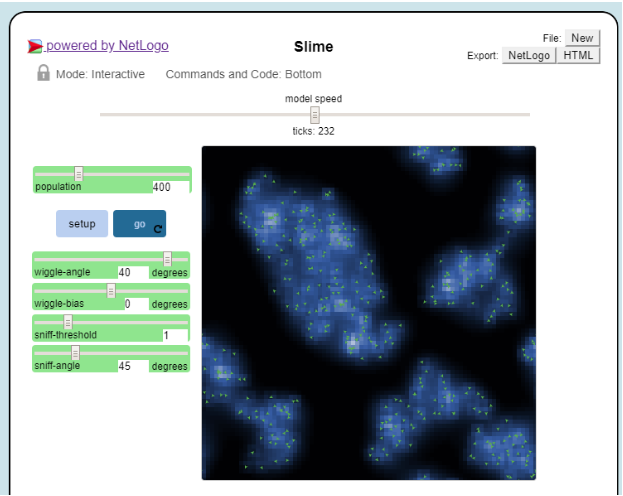 powered by NetLogo
Slime
File: New
Export: NetLogo HTML
Mode: Interactive
Commands and Code: Bottom
model speed
ticks: 232
population 400
setup
go
wiggle-angle 40 degrees
wiggle-bias 0 degrees
sniff-threshold 1
sniff-angle 45 degrees